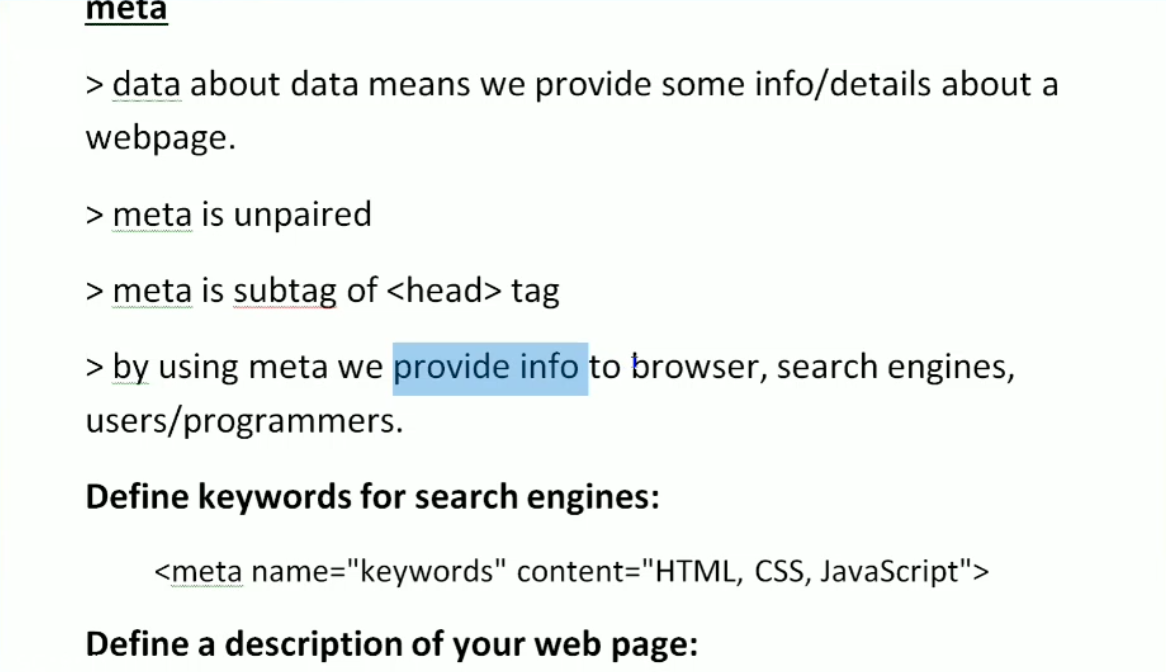 meta
> data about data means we provide some info/details about a
webpage.
> meta is unpaired
> meta is subtag of <head> tag
> by using meta we provide info to browser, search engines,
users/programmers.
Define keywords for search engines:
<meta name="keywords" content="HTML, CSS, JavaScript">
Define a description of your web page: